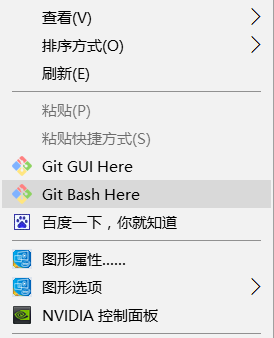 查看(V)
排序方式(O)
刷新(E)
粘贴(P)
粘贴快捷方式(S)
Git GUI Here
Git Bash Here
百度一下，你就知道
图形属性......
图形选项
NVIDIA 控制面板